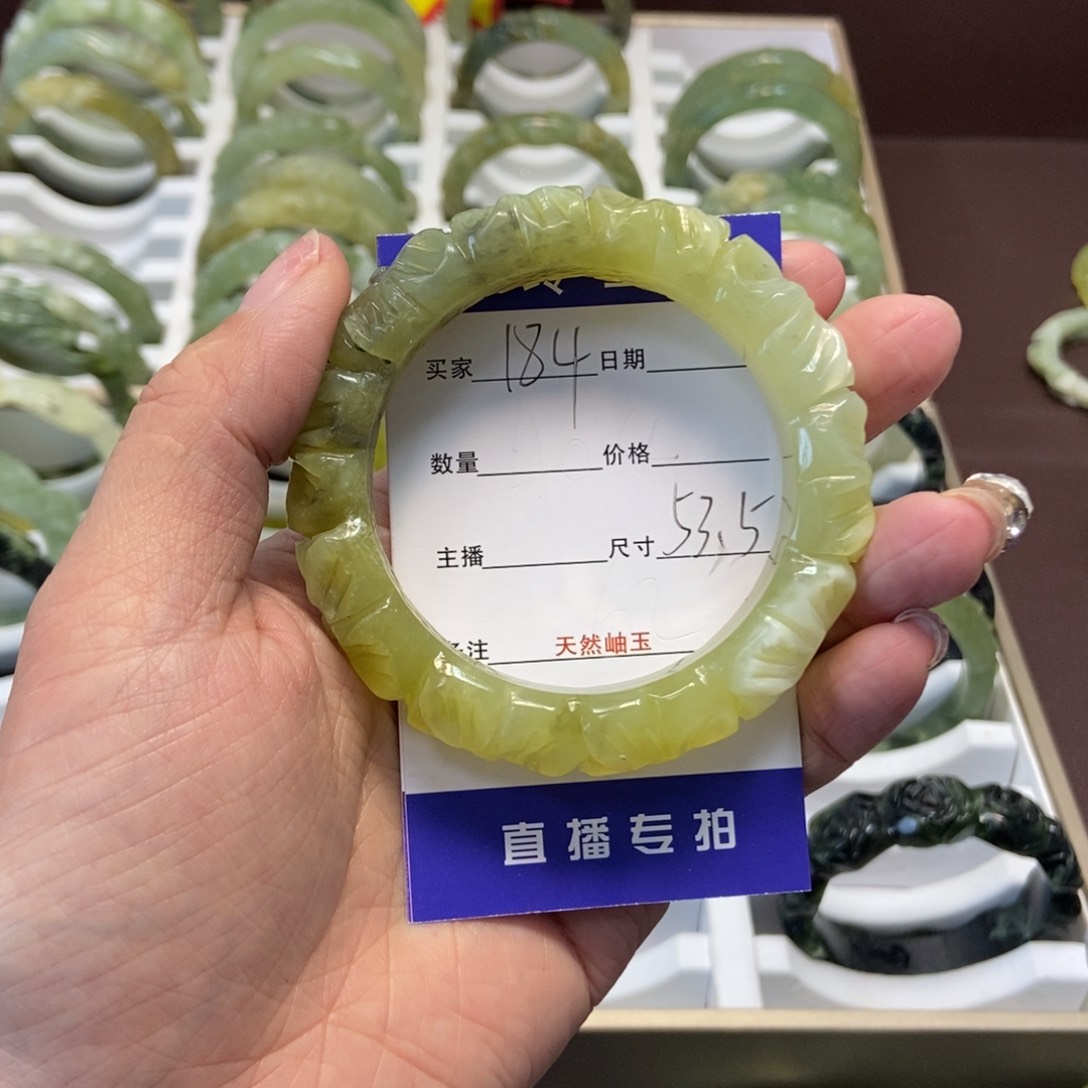 买家 184 日期
数量 价格
主播 尺寸 53.5
注 天然岫玉
直播专拍